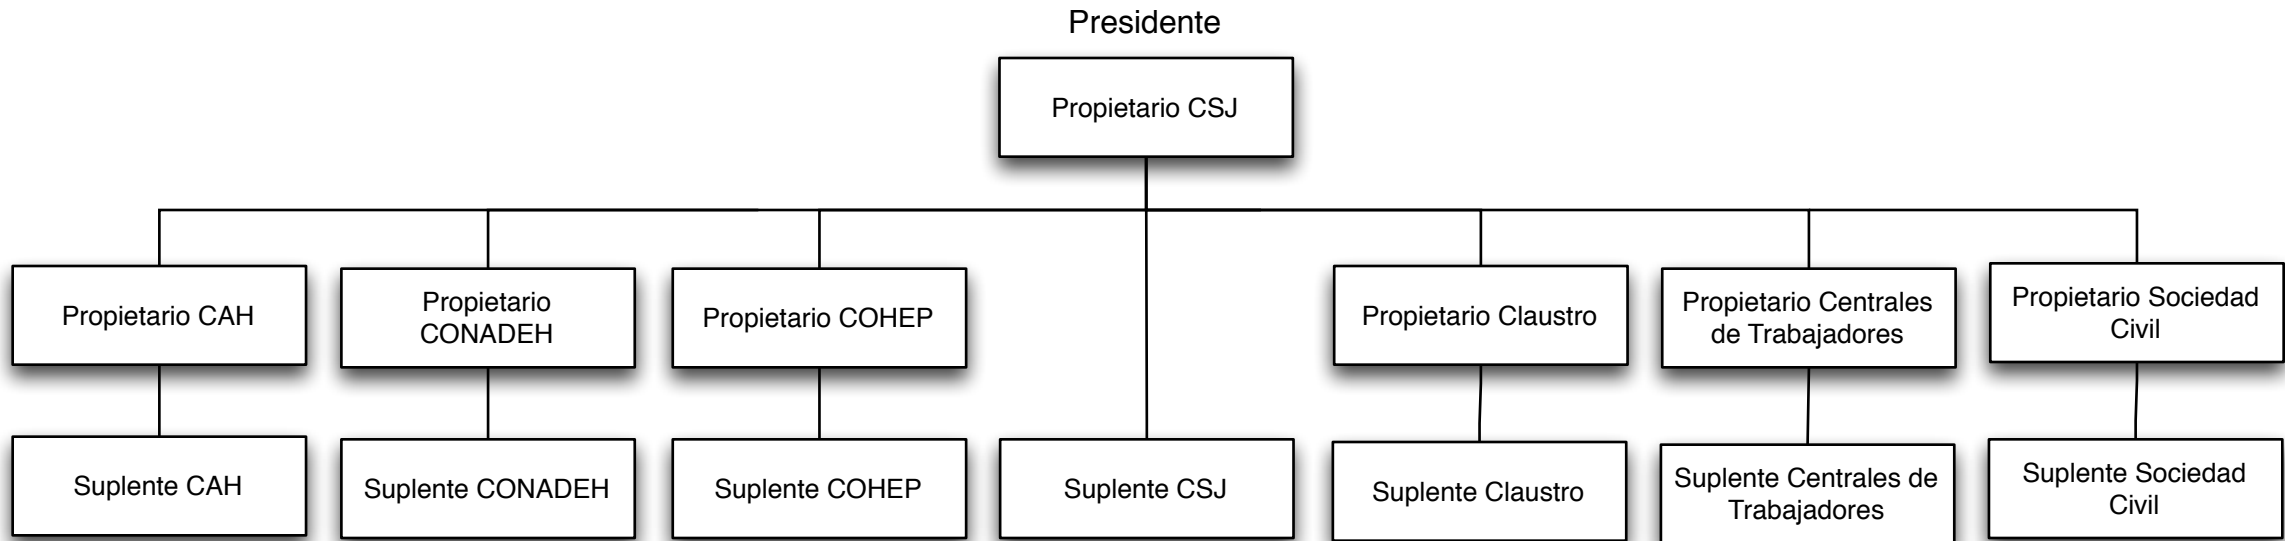 Presidente
Propietario CSJ
Propietario CAH
Propietario
CONADEH
Propietario COHEP
Propietario Claustro
Propietario Centrales
de Trabajadores
Propietario Sociedad
Civil
Suplente CAH
Suplente CONADEH
Suplente COHEP
Suplente CSJ
Suplente Claustro
Suplente Centrales de
Trabajadores
Suplente Sociedad
Civil